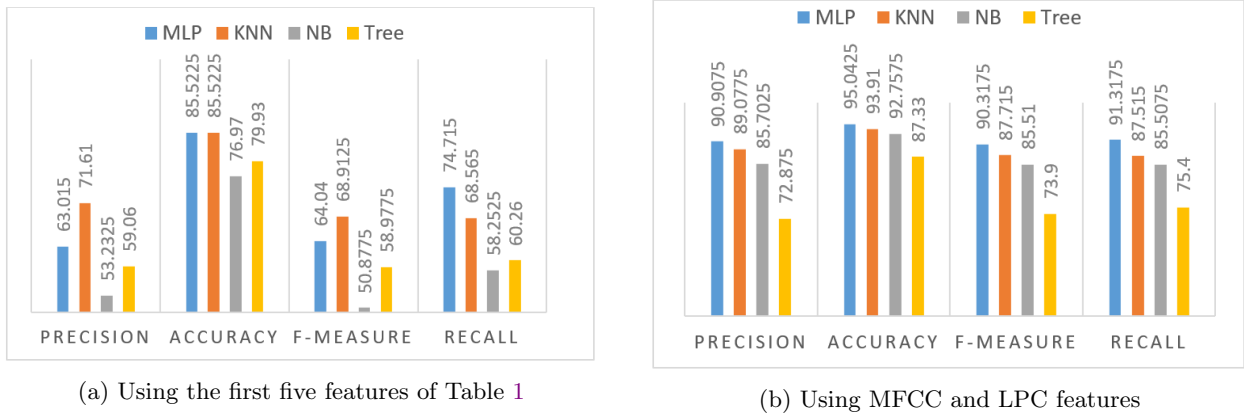 MLP KNN NB Tree
63.015 71.61 53.2325 59.06 85.5225 85.5225 76.97 79.93 64.04 68.9125 50.8775 58.9775 74.715 68.565 58.2525 60.26
PRECISION ACCURACY F-MEASURE RECALL
(a) Using the first five features of Table 1
MLP KNN NB Tree
90.9075 89.0775 85.7025 72.875 95.0425 93.91 92.7575 87.33 90.3175 87.715 85.51 73.9 91.3175 87.515 85.5075 75.4
PRECISION ACCURACY F-MEASURE RECALL
(b) Using MFCC and LPC features